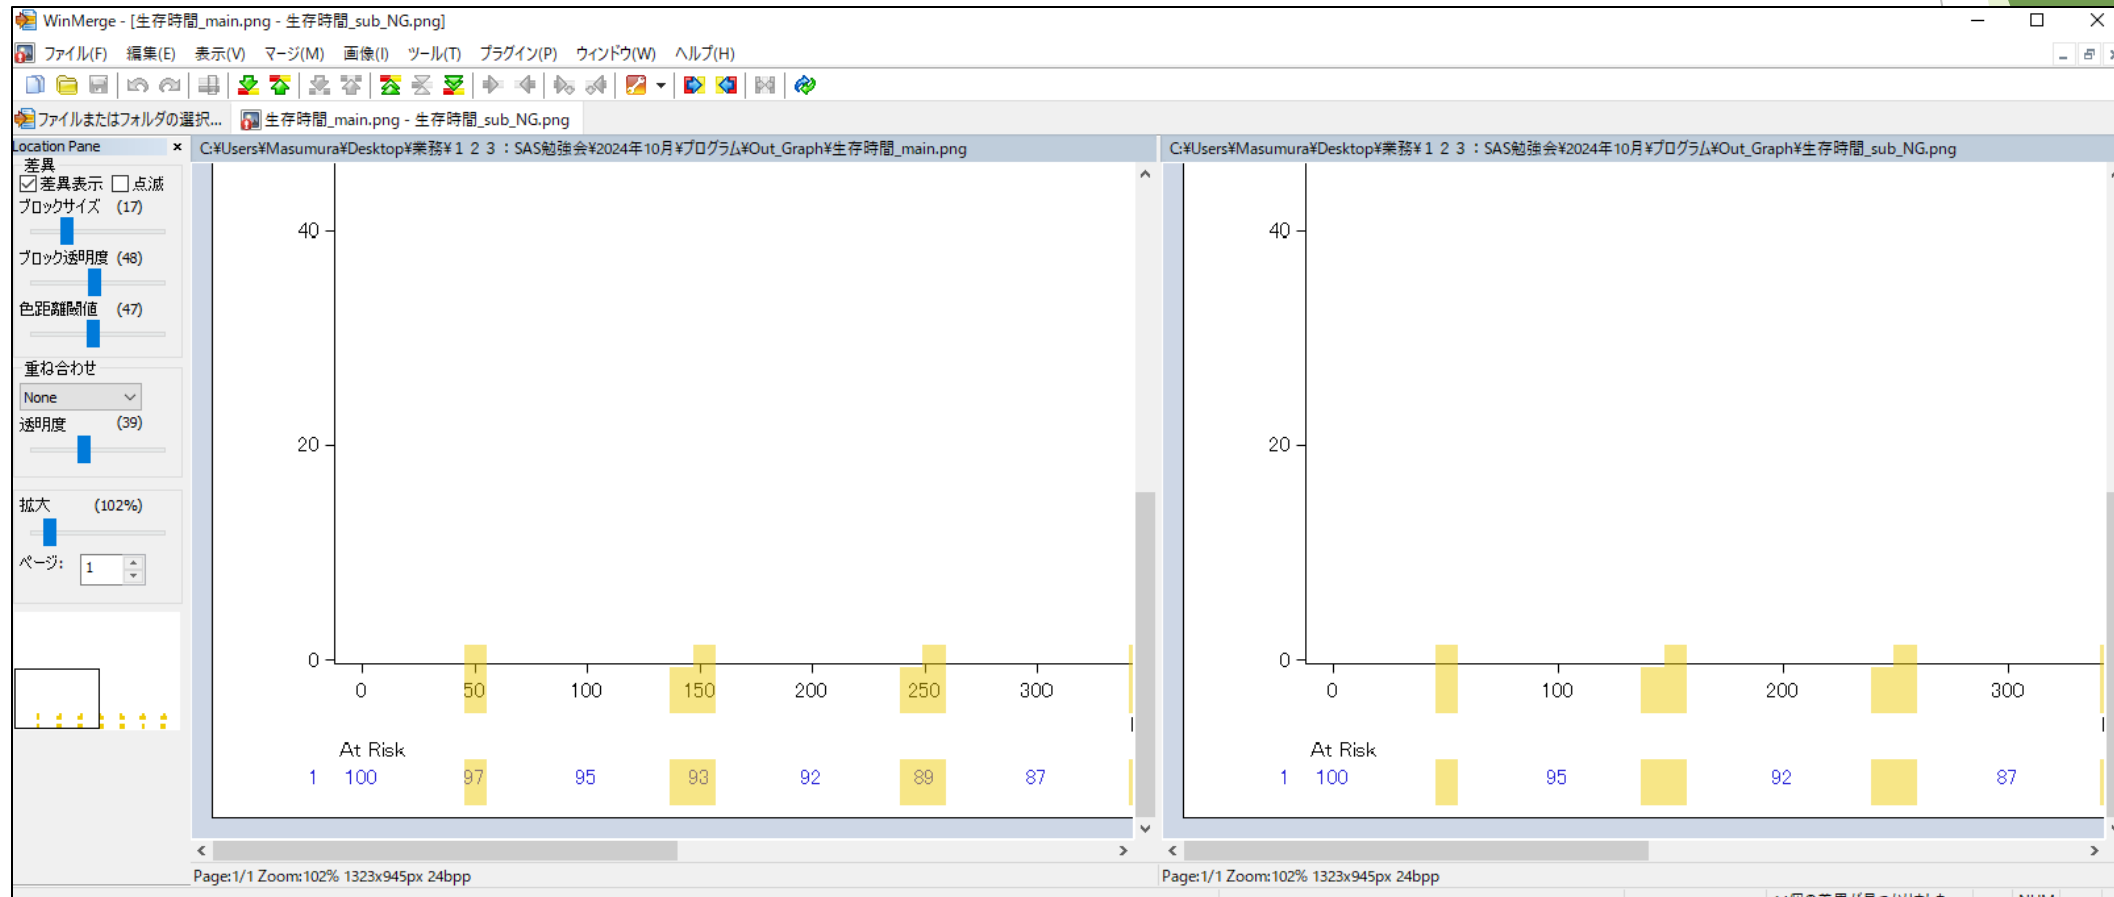 WinMerge - [生存時間_main.png - 生存時間_sub_NG.png]
ファイル(F) 編集(E) 表示(V) マージ(M) 画像(I) ツール(T) プラグイン(P) ウィンドウ(W) ヘルプ(H)
ファイルまたはフォルダの選択... 生存時間_main.png - 生存時間_sub_NG.png
Location Pane
差異
差異表示 点滅
ブロックサイズ (17)
ブロック透明度 (48)
色距離閾値 (47)
重ね合わせ
None
透明度 (39)
拡大 (102%)
ページ: 1
C:¥Users¥Masumura¥Desktop¥業務¥１２３：SAS勉強会¥2024年10月¥プログラム¥Out_Graph¥生存時間_main.png
40
20
0
0 50 100 150 200 250 300
At Risk
1 100 97 95 93 92 89 87
Page:1/1 Zoom:102% 1323x945px 24bpp
C:¥Users¥Masumura¥Desktop¥業務¥１２３：SAS勉強会¥2024年10月¥プログラム¥Out_Graph¥生存時間_sub_NG.png
40
20
0
0 100 200 300
At Risk
1 100 95 92 87
Page:1/1 Zoom:102% 1323x945px 24bpp